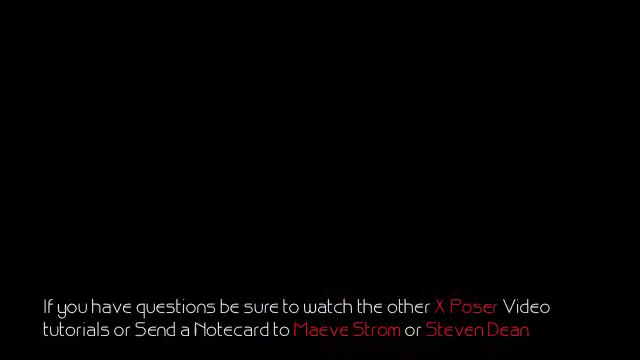 If you have questions be sure to watch the other X Poser Video
tutorials or Send a Notecard to Maeve Strom or Steven Dean